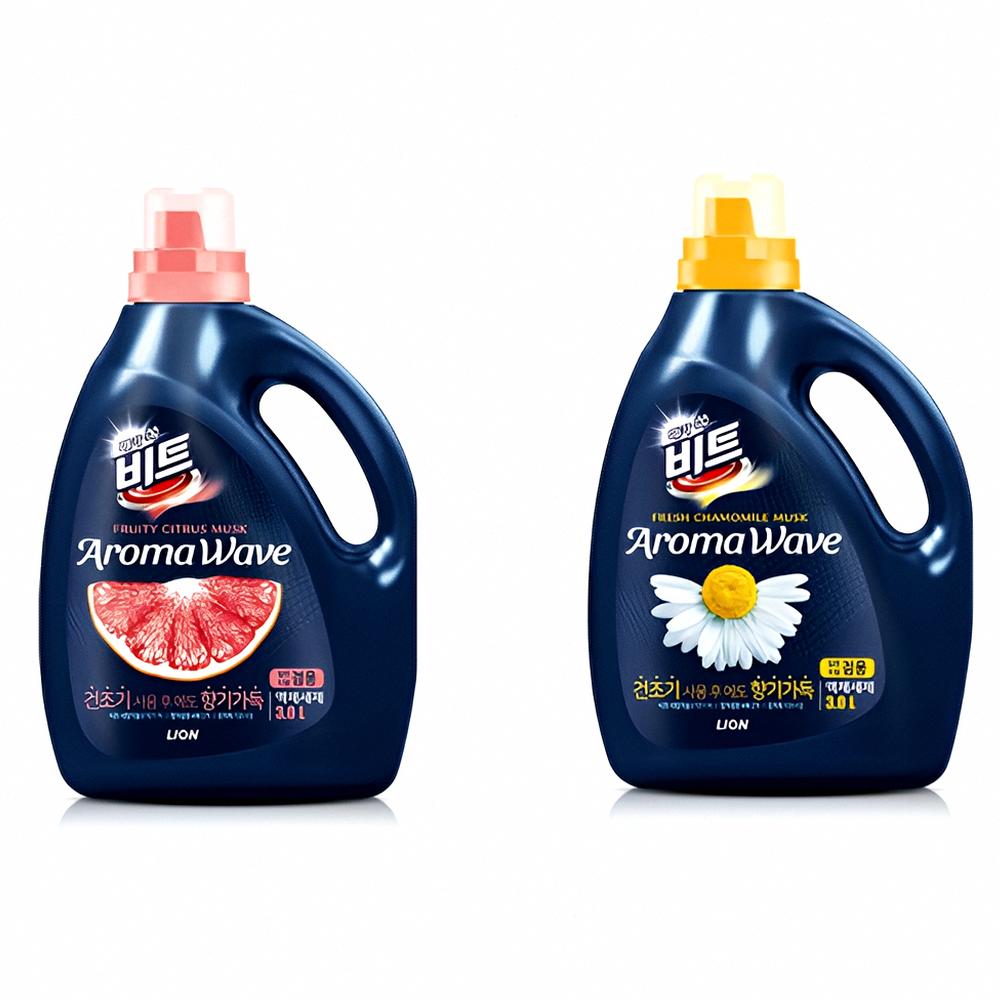 비트
FRUITY CITRUS MUSK
Aroma Wave
건조기 사용 후 에도 향기가득
3.0 L
LION
비트
FRESH CHAMOMILE MUSK
Aroma Wave
건조기 사용 후 에도 향기가득
3.0 L
LION